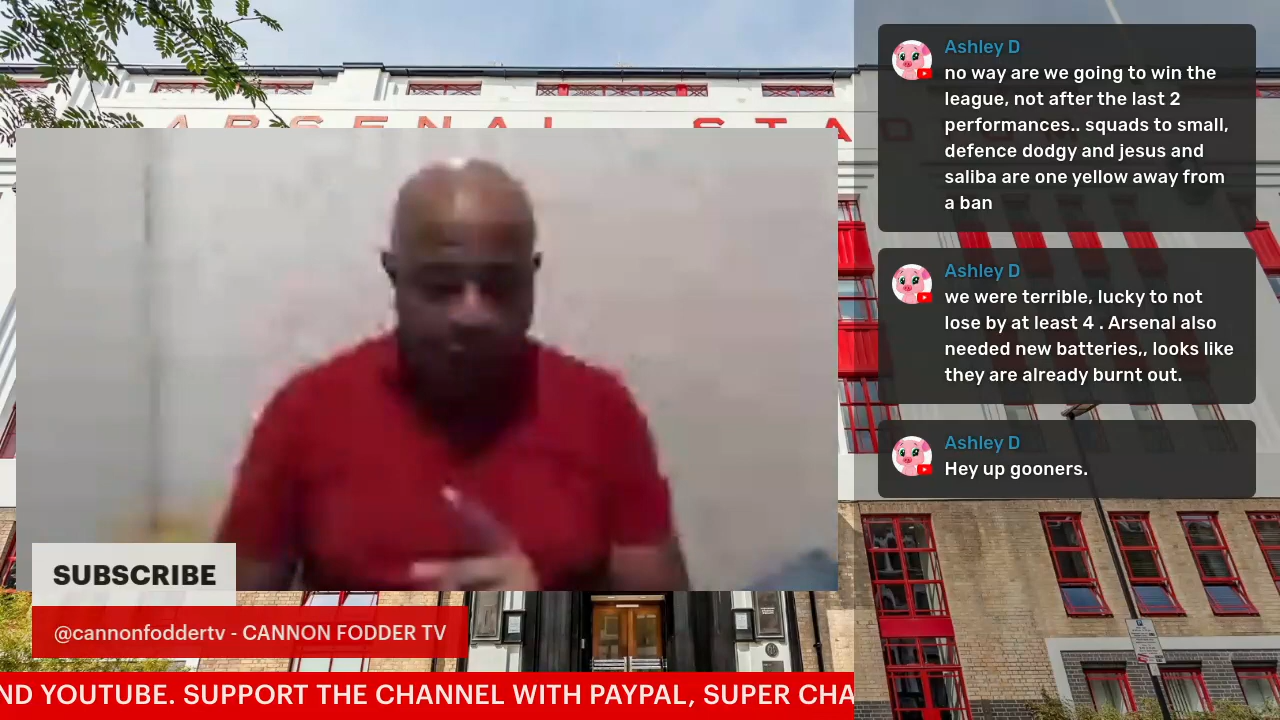 ARSENAL STA
SUBSCRIBE
@cannonfoddertv - CANNON FODDER TV
ND YOUTUBE. SUPPORT THE CHANNEL WITH PAYPAL, SUPER CHA
Ashley D
no way are we going to win the
league, not after the last 2
performances.. squads to small,
defence dodgy and jesus and
saliba are one yellow away from
a ban
Ashley D
we were terrible, lucky to not
lose by at least 4 . Arsenal also
needed new batteries,, looks like
they are already burnt out.
Ashley D
Hey up gooners.